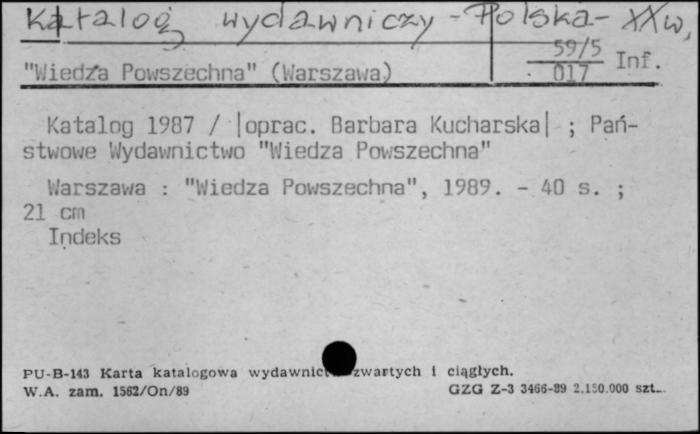 Katalog wydawniczy - Polska - XX w.
59/5
"Wiedza Powszechna" (Warszawa) 017 Inf.
Katalog 1987 / |oprac. Barbara Kucharska| ; Pań-
stwowe Wydawnictwo "Wiedza Powszechna"
Warszawa : "Wiedza Powszechna", 1989. - 40 s. ;
21 cm
Indeks
PU-B-143 Karta katalogowa zwartych i ciągłych.
W.A. zam. 1562/On/89 GZG Z-3 3466-89 2.150.000 szt.